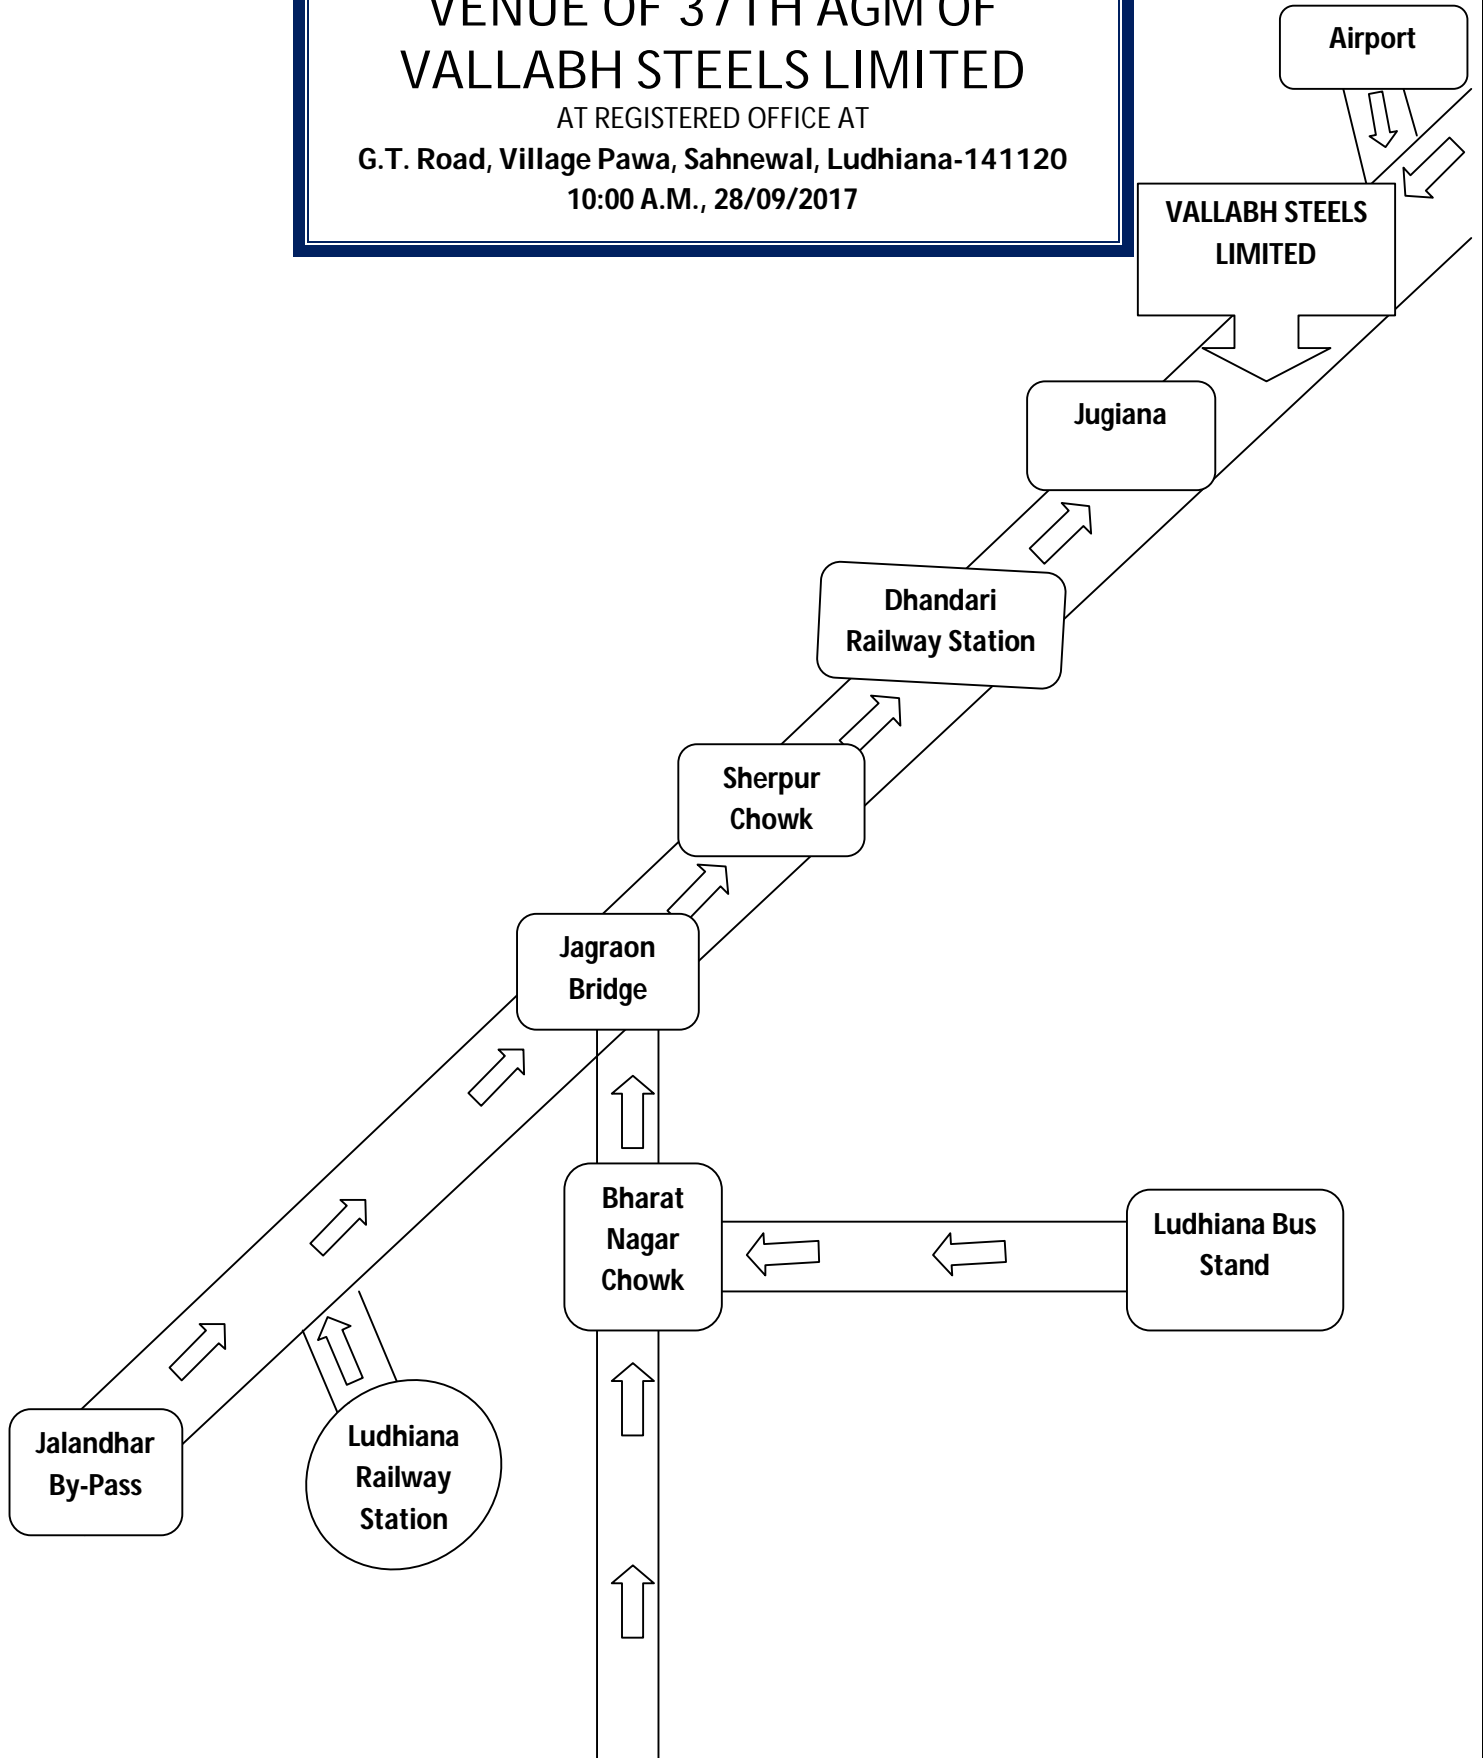 VENUE OF 37TH AGM OF
VALLABH STEELS LIMITED
AT REGISTERED OFFICE AT
G.T. Road, Village Pawa, Sahnewal, Ludhiana-141120
10:00 A.M., 28/09/2017
Airport
VALLABH STEELS
LIMITED
Jugiana
Dhandari
Railway Station
Sherpur
Chowk
Jagraon
Bridge
Bharat
Nagar
Chowk
Ludhiana Bus
Stand
Jalandhar
By-Pass
Ludhiana
Railway
Station